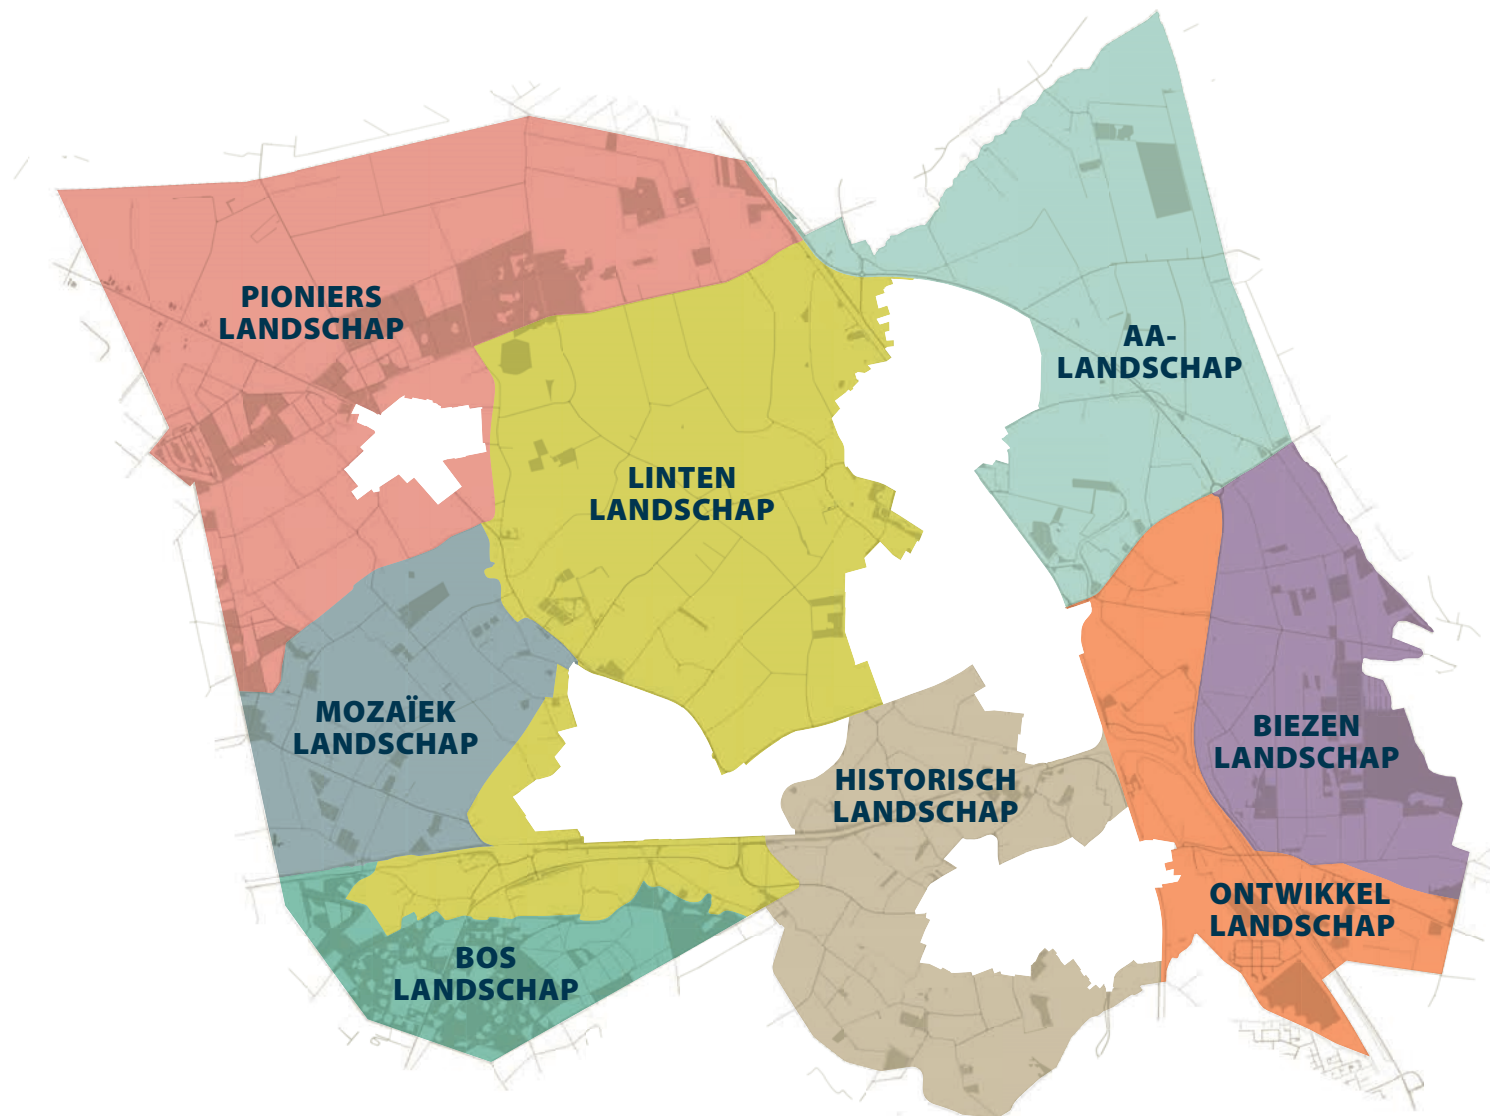 PIONIERS
LANDSCHAP
AA-
LANDSCHAP
LINTEN
LANDSCHAP
MOZAÏEK
LANDSCHAP
BIEZEN
LANDSCHAP
HISTORISCH
LANDSCHAP
ONTWIKKEL
LANDSCHAP
BOS
LANDSCHAP